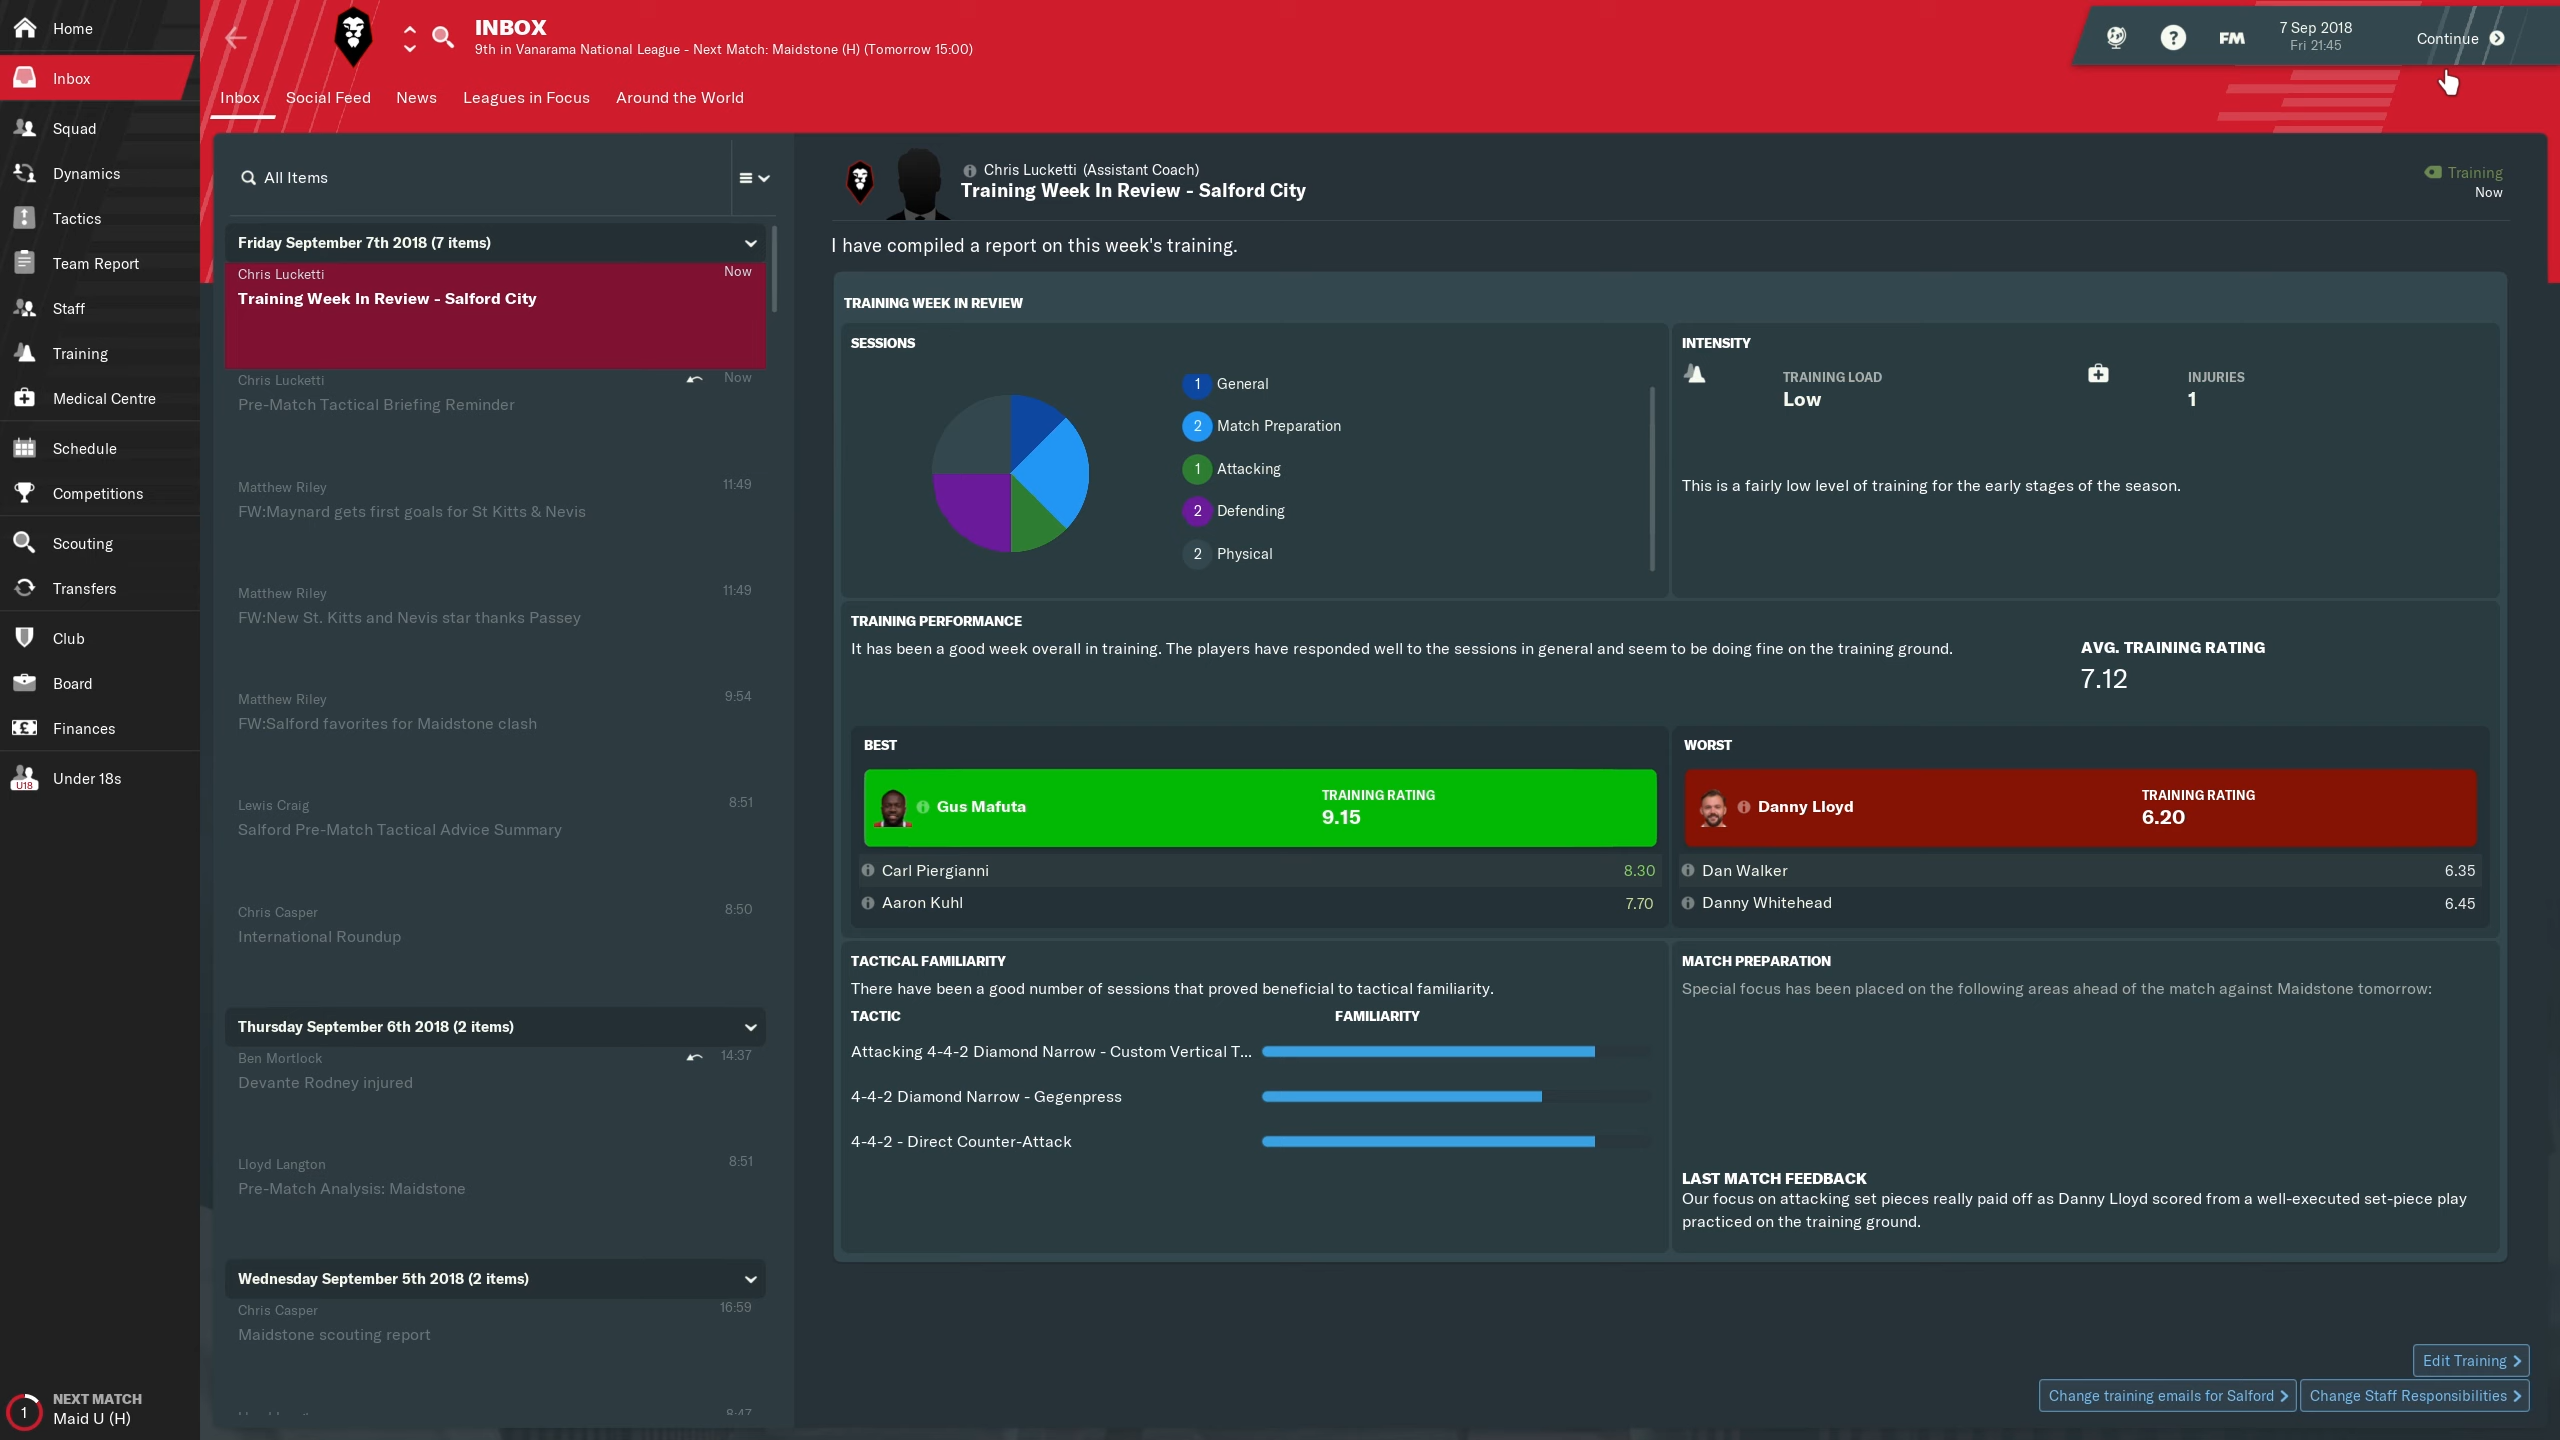 Home
Inbox
Squad
Dynamics
Tactics
Team Report
Staff
Training
Medical Centre
Schedule
Competitions
Scouting
Transfers
Club
Board
Finances
U18
Under 18s
1
NEXT MATCH
Maid U (H)
INBOX
9th in Vanarama National League - Next Match: Maidstone (H) (Tomorrow 15:00)
?
FM
7 Sep 2018
Fri 21:45
Continue
Inbox Social Feed News Leagues in Focus Around the World
All Items
Friday September 7th 2018 (7 items)
Chris Lucketti Now
Training Week In Review - Salford City
Chris Lucketti Now
Pre-Match Tactical Briefing Reminder
Matthew Riley 11:49
FW:Maynard gets first goals for St Kitts & Nevis
Matthew Riley 11:49
FW:New St. Kitts and Nevis star thanks Passey
Matthew Riley 9:54
FW:Salford favorites for Maidstone clash
Lewis Craig 8:51
Salford Pre-Match Tactical Advice Summary
Chris Casper 8:50
International Roundup
Thursday September 6th 2018 (2 items)
Ben Mortlock 14:37
Devante Rodney injured
Lloyd Langton 8:51
Pre-Match Analysis: Maidstone
Wednesday September 5th 2018 (2 items)
Chris Casper 16:59
Maidstone scouting report
8:47
Chris Lucketti (Assistant Coach)
Training Week In Review - Salford City
Training
Now
I have compiled a report on this week's training.
TRAINING WEEK IN REVIEW
SESSIONS
1 General
2 Match Preparation
1 Attacking
2 Defending
2 Physical
INTENSITY
TRAINING LOAD
Low
INJURIES
1
This is a fairly low level of training for the early stages of the season.
TRAINING PERFORMANCE
It has been a good week overall in training. The players have responded well to the sessions in general and seem to be doing fine on the training ground.
AVG. TRAINING RATING
7.12
BEST
Gus Mafuta
TRAINING RATING
9.15
Carl Piergianni 8.30
Aaron Kuhl 7.70
WORST
Danny Lloyd
TRAINING RATING
6.20
Dan Walker 6.35
Danny Whitehead 6.45
TACTICAL FAMILIARITY
There have been a good number of sessions that proved beneficial to tactical familiarity.
TACTIC FAMILIARITY
Attacking 4-4-2 Diamond Narrow - Custom Vertical T...
4-4-2 Diamond Narrow - Gegenpress
4-4-2 - Direct Counter-Attack
MATCH PREPARATION
Special focus has been placed on the following areas ahead of the match against Maidstone tomorrow:
LAST MATCH FEEDBACK
Our focus on attacking set pieces really paid off as Danny Lloyd scored from a well-executed set-piece play
practiced on the training ground.
Edit Training
Change training emails for Salford
Change Staff Responsibilities